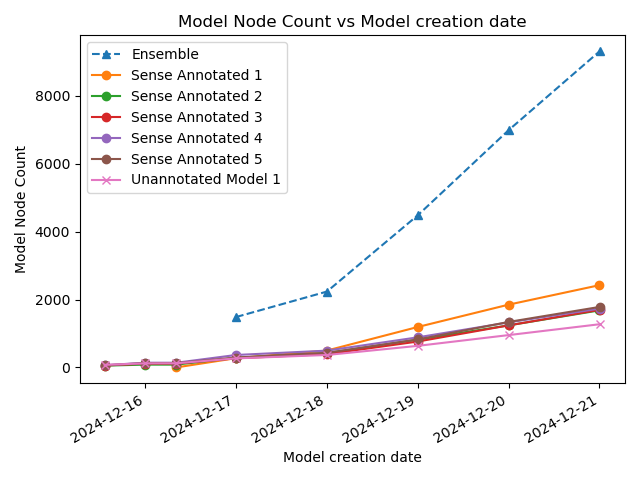 Model Node Count vs Model creation date
Ensemble
Sense Annotated 1
Sense Annotated 2
Sense Annotated 3
Sense Annotated 4
Sense Annotated 5
Unannotated Model 1
Model Node Count
8000
6000
4000
2000
0
2024-12-16
2024-12-17
2024-12-18
2024-12-19
2024-12-20
2024-12-21
Model creation date